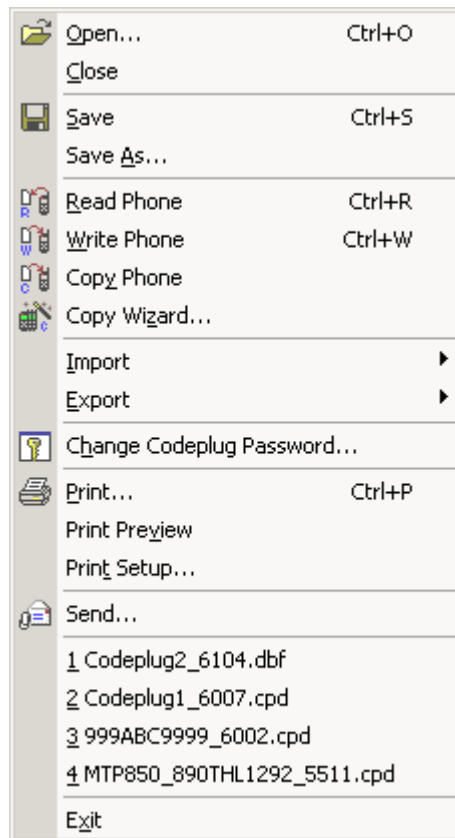 Open... Ctrl+O
Close
Save Ctrl+S
Save As...
R Read Phone Ctrl+R
W Write Phone Ctrl+W
C Copy Phone
C Copy Wizard...
Import
Export
Change Codeplug Password...
Print... Ctrl+P
Print Preview
Print Setup...
Send...
1 Codeplug2_6104.dbf
2 Codeplug1_6007.cpd
3 999ABC9999_6002.cpd
4 MTP850_890THL1292_5511.cpd
Exit